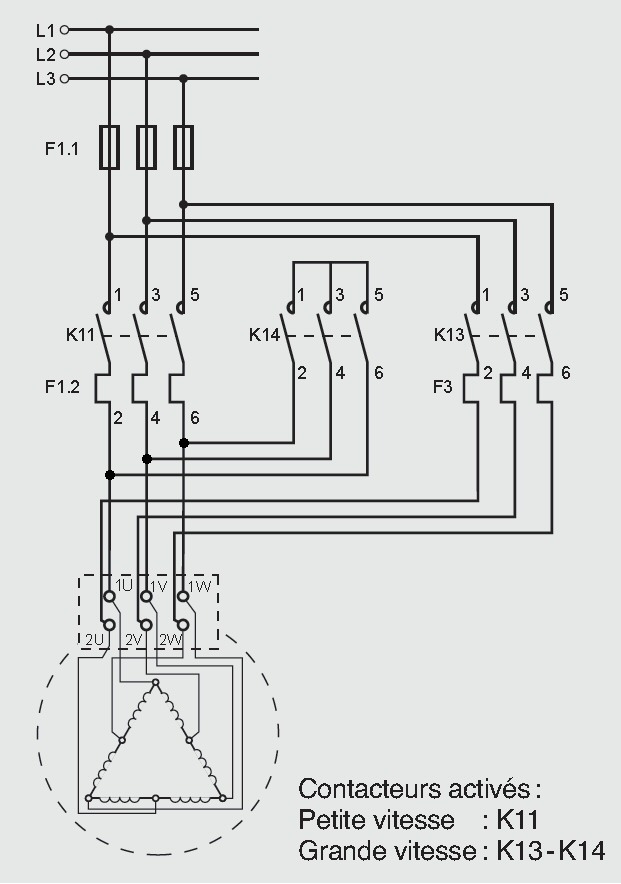 L1
L2
L3
F1.1
1 3 5 1 3 5 1 3 5
K11 K14 K13
2 4 6
F1.2 F3 2 4 6
2 4 6
1U 1V 1W
2U 2V 2W
Contacteurs activés :
Petite vitesse : K11
Grande vitesse : K13-K14